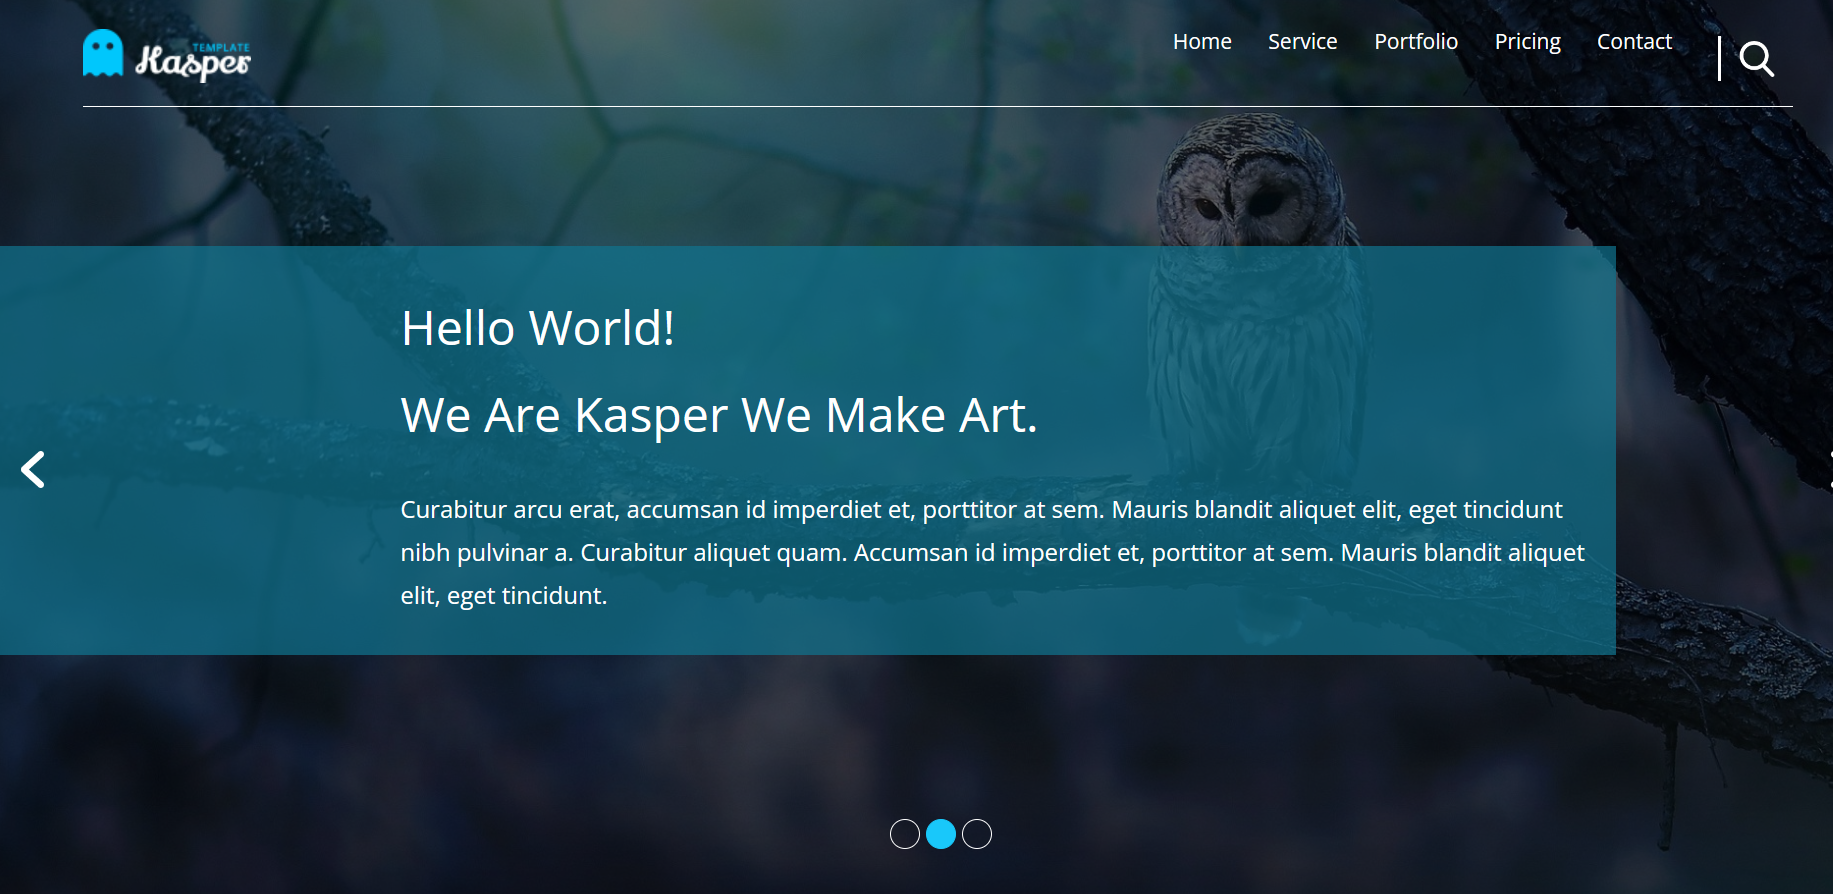 TEMPLATE
Kasper
Home Service Portfolio Pricing Contact
Hello World!
We Are Kasper We Make Art.
Curabitur arcu erat, accumsan id imperdiet et, porttitor at sem. Mauris blandit aliquet elit, eget tincidunt
nibh pulvinar a. Curabitur aliquet quam. Accumsan id imperdiet et, porttitor at sem. Mauris blandit aliquet
elit, eget tincidunt.